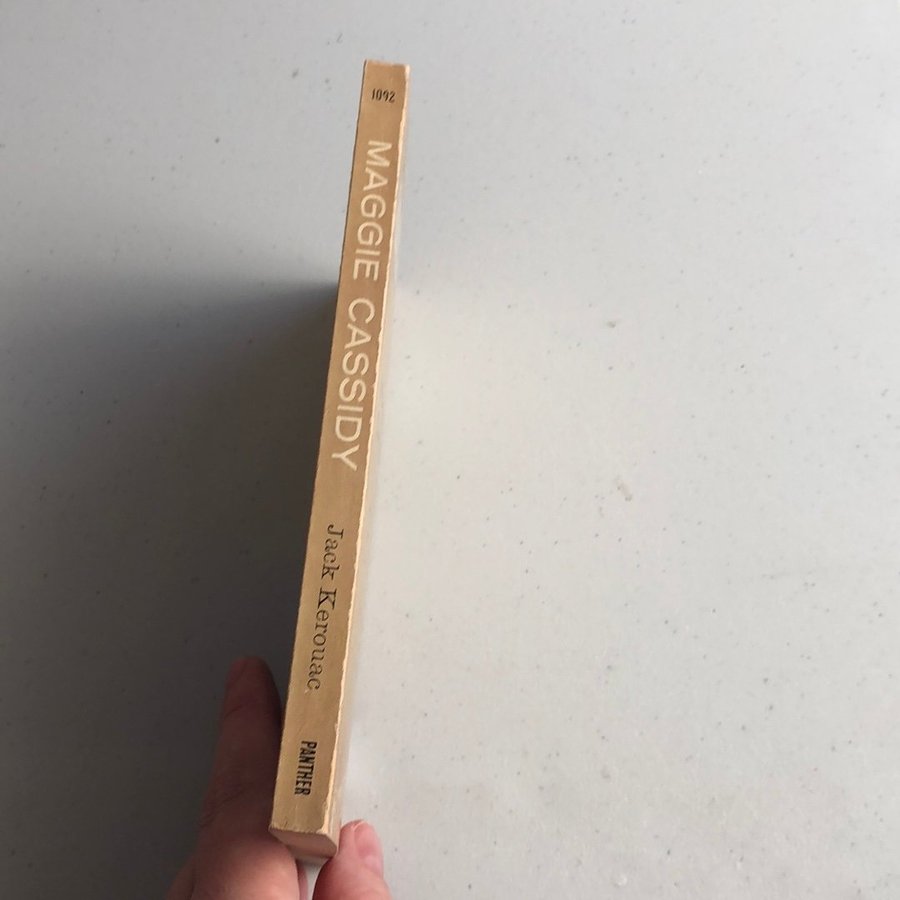 1092
MAGGIE CASSIDY
Jack Kerouac
PANTHER